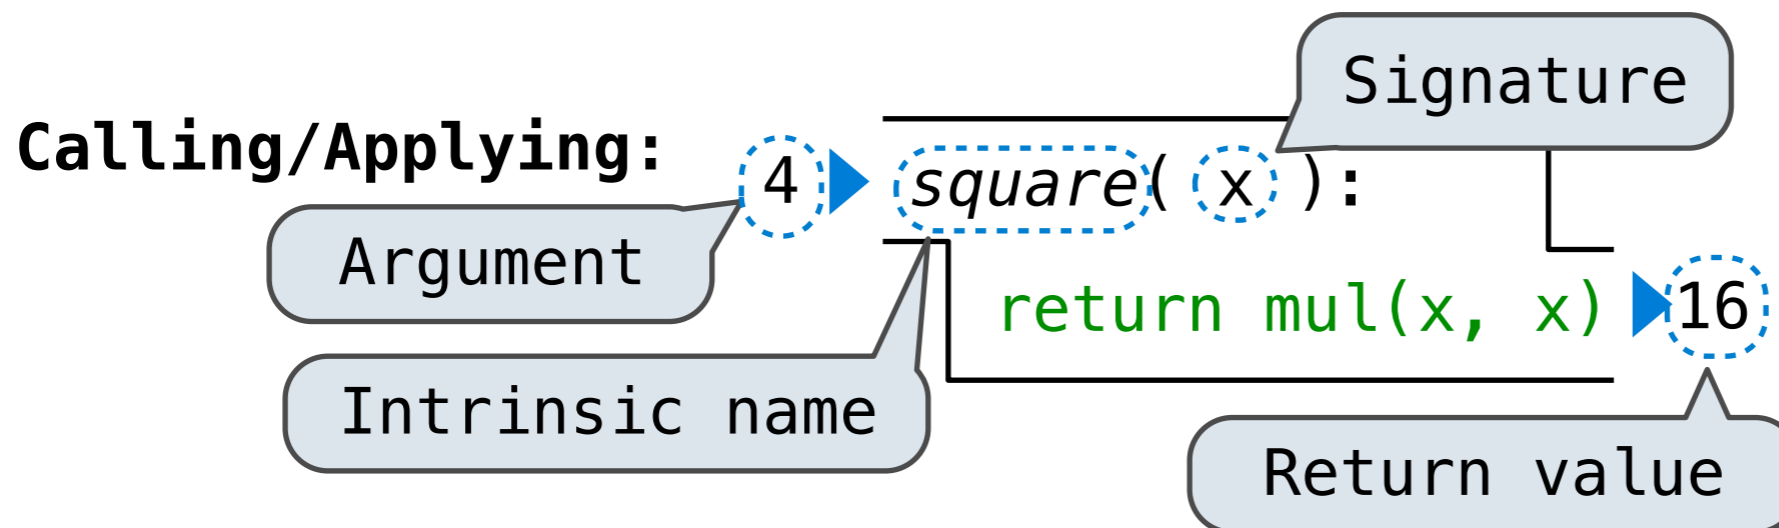 Signature
Calling/Applying:
4
square( x ):
Argument
return mul(x, x)
16
Intrinsic name
Return value